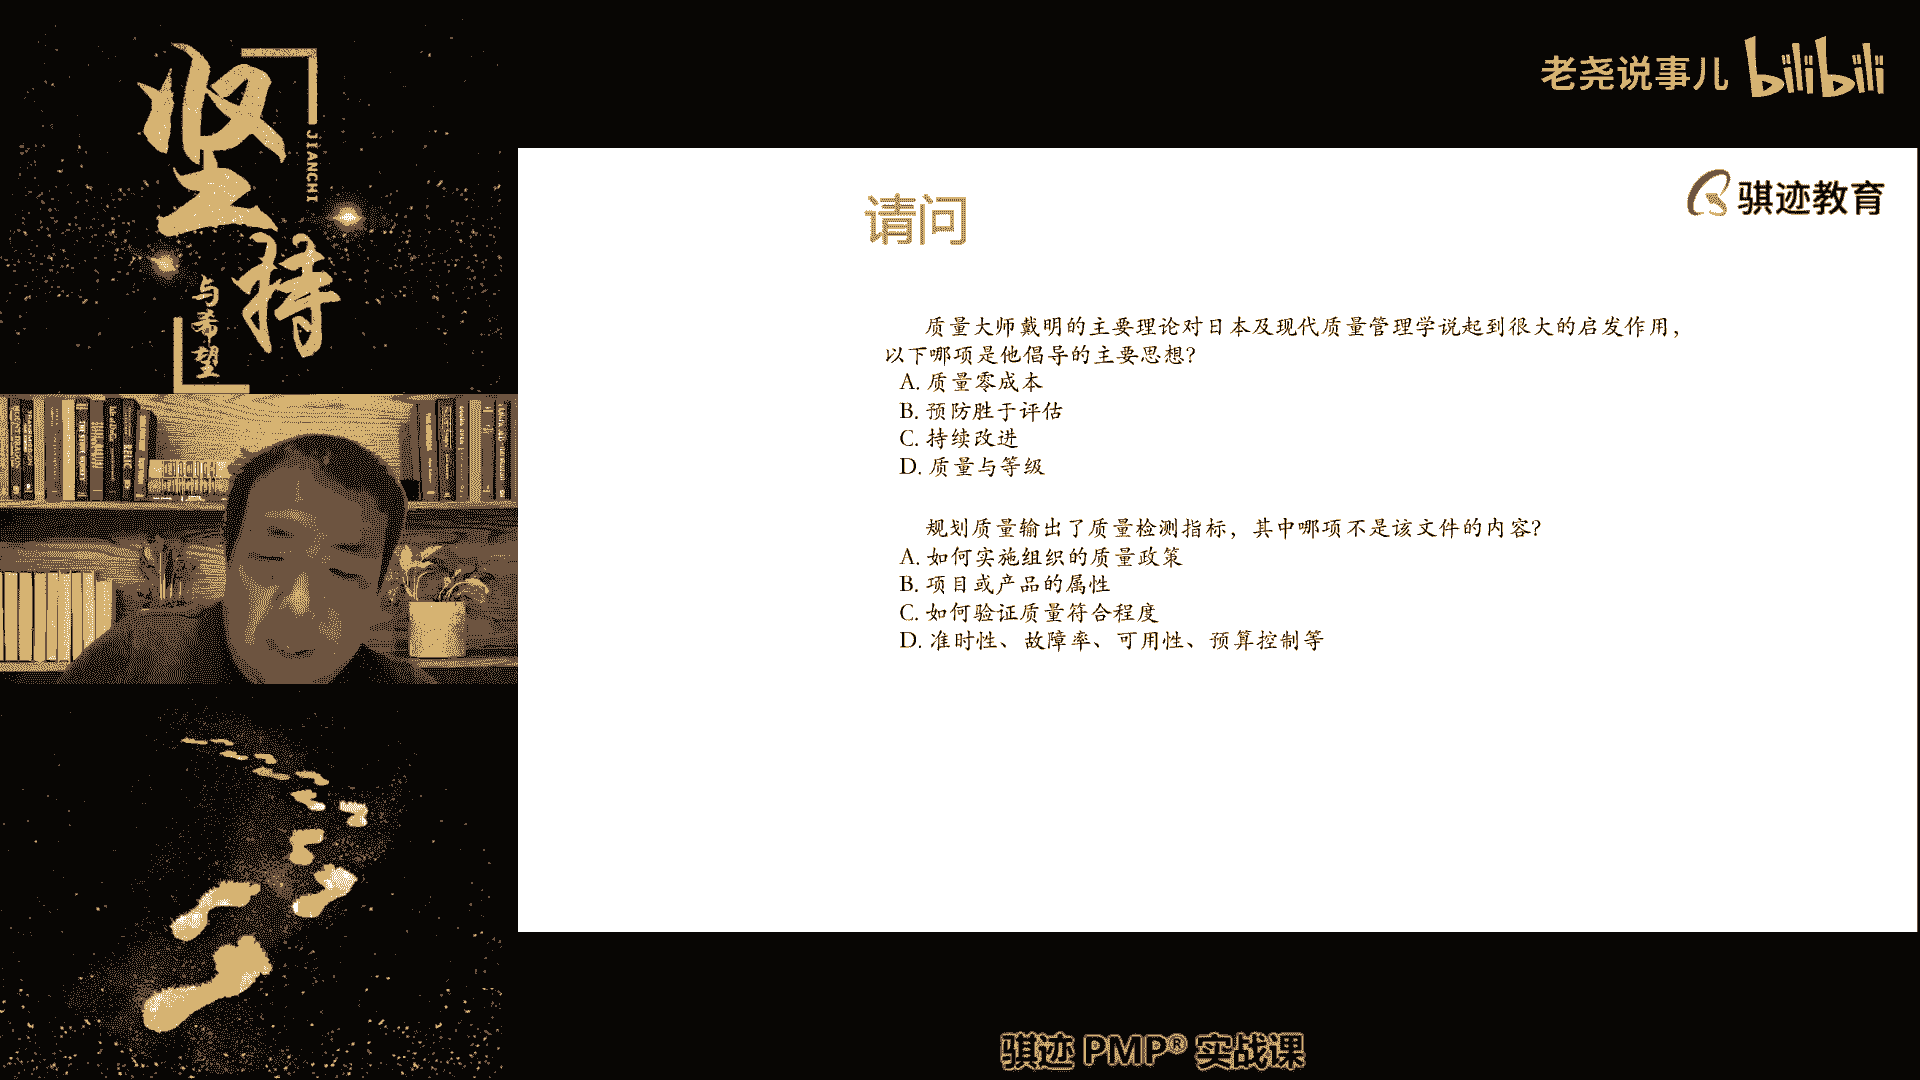 坚持
JIANCHI
与希望
老尧说事儿 bilibili
骐迹教育
请问
质量大师戴明的主要理论对日本及现代质量管理学说起到很大的启发作用，
以下哪项是他倡导的主要思想？
A. 质量零成本
B. 预防胜于评估
C. 持续改进
D. 质量与等级
规划质量输出了质量检测指标，其中哪项不是该文件的内容？
A. 如何实施组织的质量政策
B. 项目或产品的属性
C. 如何验证质量符合程度
D. 准时性、故障率、可用性、预算控制等
骐迹 PMP® 实战课